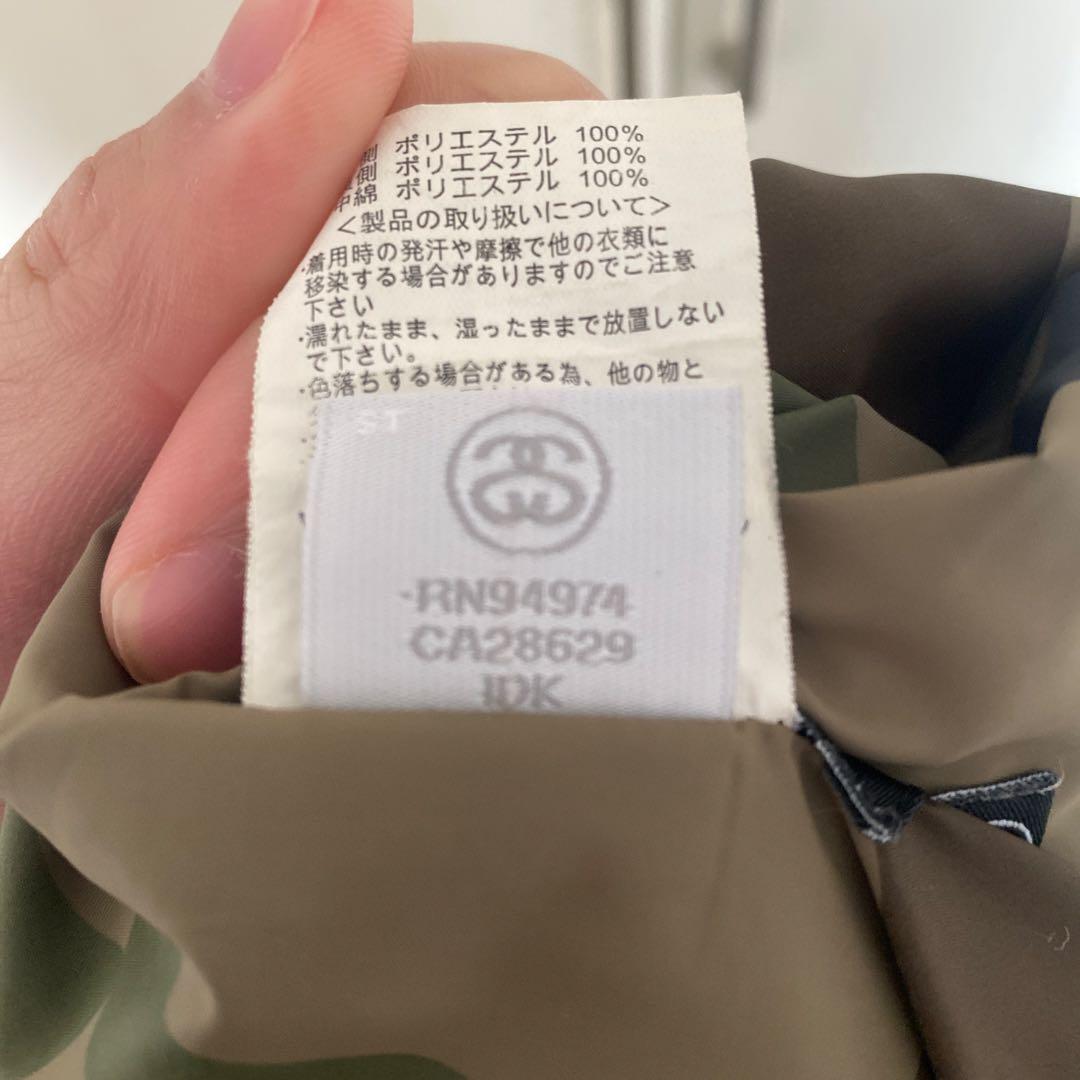 側 ポリエステル 100%
側 ポリエステル 100%
中綿 ポリエステル 100%
＜製品の取り扱いについて＞
・着用時の発汗や摩擦で他の衣類に
移染する場合がありますのでご注意
下さい
・濡れたまま、湿ったままで放置しない
で下さい。
・色落ちする場合がある為、他の物と
ST
RN94974
CA28629